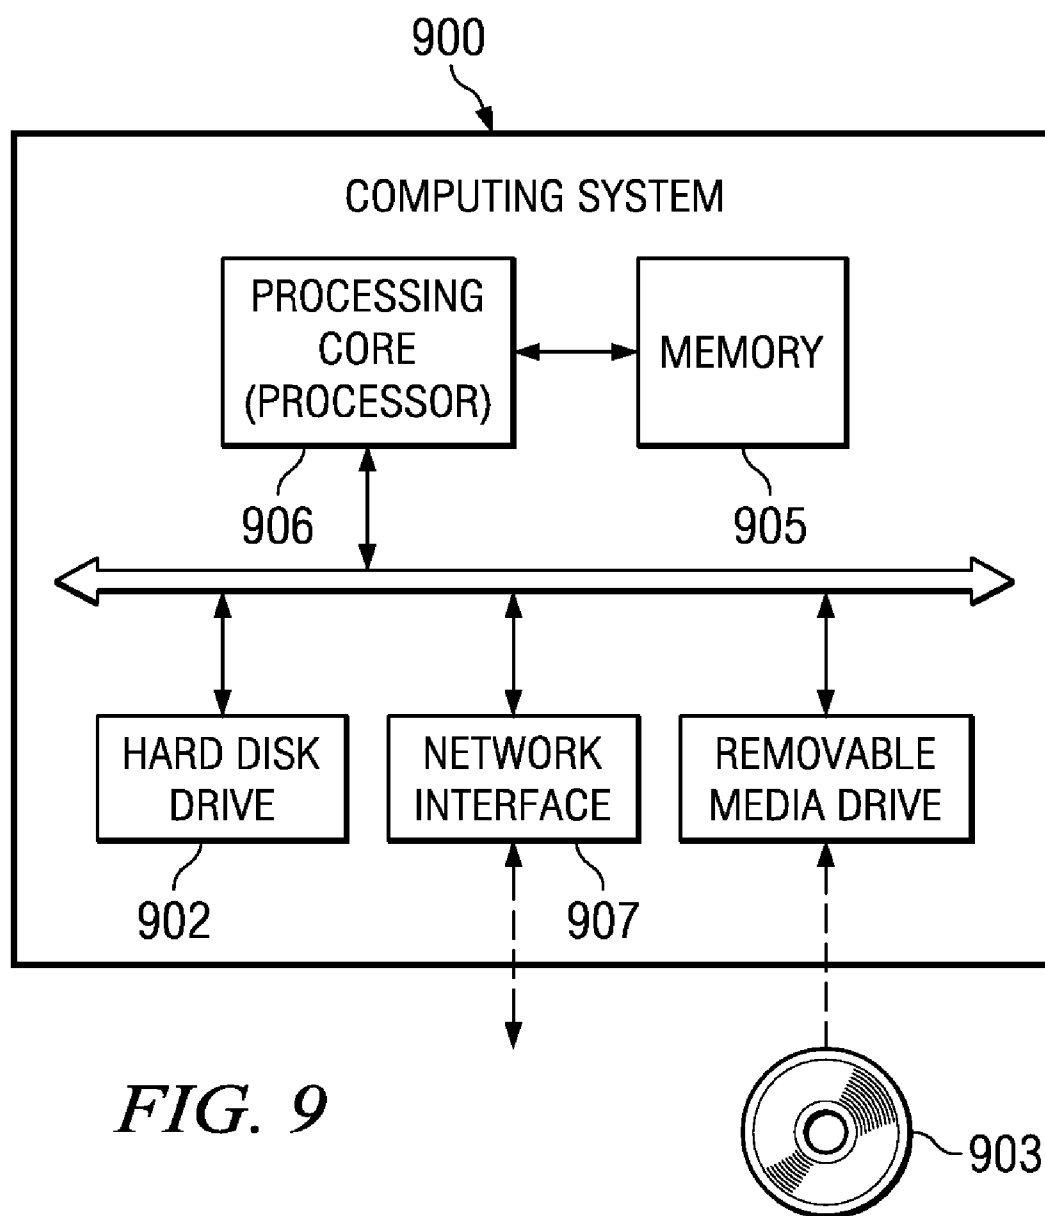 900
COMPUTING SYSTEM
PROCESSING
CORE
(PROCESSOR)
MEMORY
906
905
HARD DISK
DRIVE
NETWORK
INTERFACE
REMOVABLE
MEDIA DRIVE
902
907
FIG. 9
903